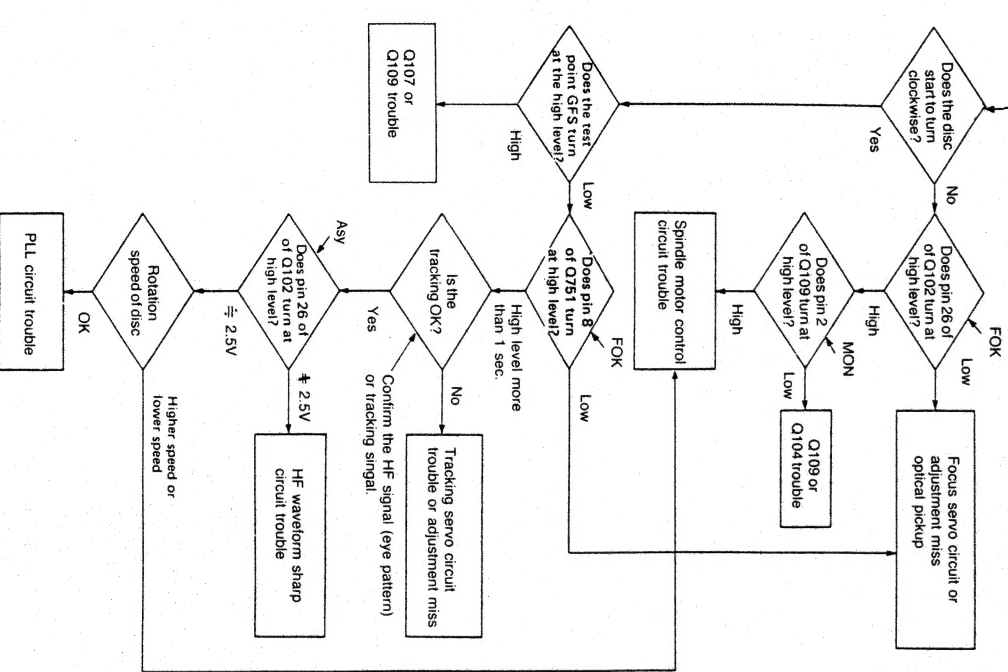 Does the disc
start to turn
clockwise?
Yes
No
Does pin 26 of
of Q102 turn at
high level?
FOK
Low
High
Focus servo circuit or
adjustment miss
optical pickup
Does pin 2
of Q109 turn at
high level?
MON
Low
High
Q109 or
Q104 trouble
Spindle motor control
circuit trouble
Does the test
point GFS turn
at the high level?
Low
High
Q107 or
Q109 trouble
Does pin 8
of Q751 turn
at high level?
FOK
Low
High level more
than 1 sec.
Is the
tracking OK?
No
Yes
Tracking servo circuit
trouble or adjustment miss
Confirm the HF signal (eye pattern)
or tracking singal.
Asy
Does pin 26 of
of Q102 turn at
high level?
≠ 2.5V
≒ 2.5V
HF waveform sharp
circuit trouble
Rotation
speed of disc
Higher speed or
lower speed
OK
PLL circuit trouble